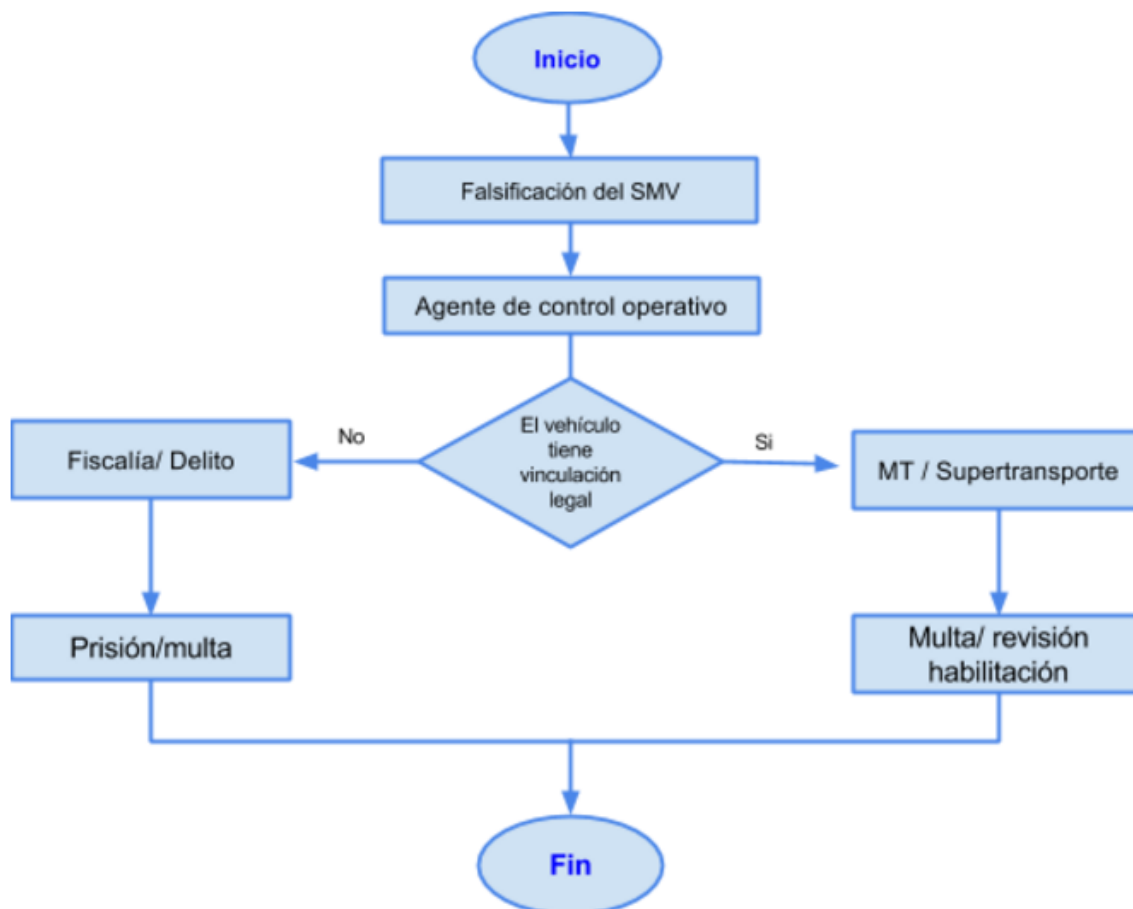 Inicio
Falsificación del SMV
Agente de control operativo
El vehículo
tiene
vinculación
legal
No
Si
Fiscalía/ Delito
MT / Supertransporte
Prisión/multa
Multa/ revisión
habilitación
Fin